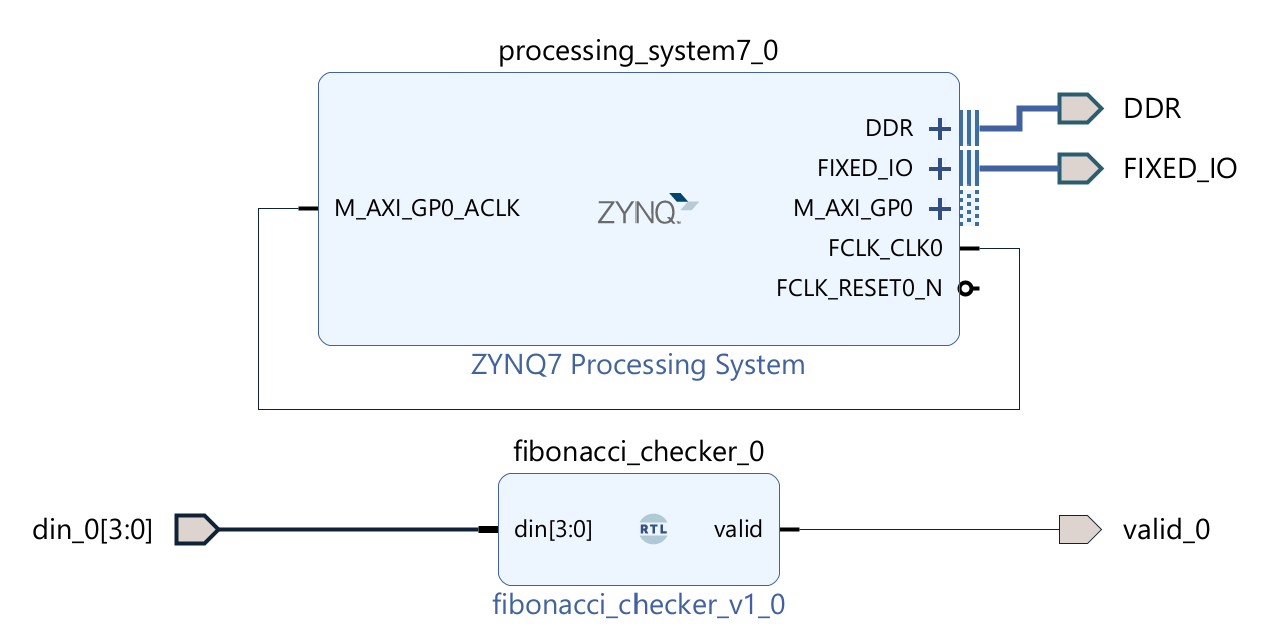 processing_system7_0
DDR
DDR
FIXED_IO
FIXED_IO
M_AXI_GP0_ACLK
ZYNQ
M_AXI_GP0
FCLK_CLK0
FCLK_RESET0_N
ZYNQ7 Processing System
fibonacci_checker_0
din_0[3:0]
din[3:0]
RTL
valid
valid_0
fibonacci_checker_v1_0